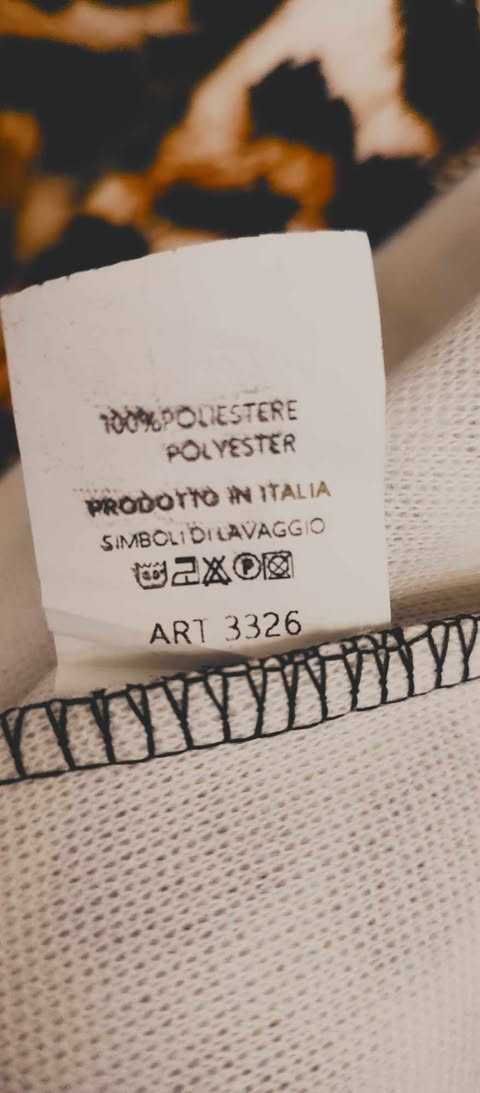 100% POLIESTERE
POLYESTER
PRODOTTO IN ITALIA
SIMBOLI DI LAVAGGIO
P
ART 3326